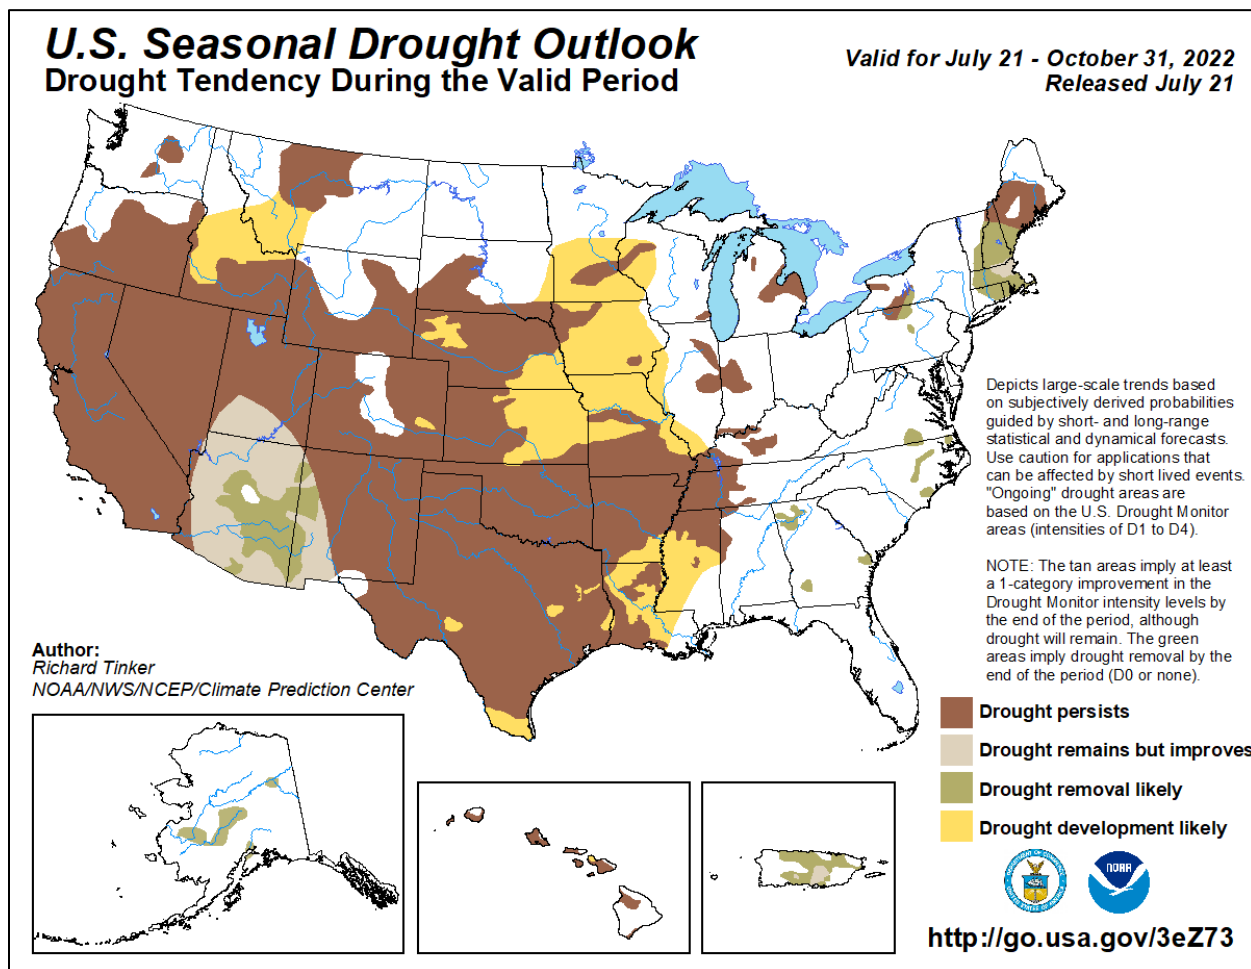 U.S. Seasonal Drought Outlook
Drought Tendency During the Valid Period
Valid for July 21 - October 31, 2022
Released July 21
Depicts large-scale trends based
on subjectively derived probabilities
guided by short- and long-range
statistical and dynamical forecasts.
Use caution for applications that
can be affected by short lived events.
"Ongoing" drought areas are
based on the U.S. Drought Monitor
areas (intensities of D1 to D4).
NOTE: The tan areas imply at least
a 1-category improvement in the
Drought Monitor intensity levels by
the end of the period, although
drought will remain. The green
areas imply drought removal by the
end of the period (D0 or none).
Author:
Richard Tinker
NOAA/NWS/NCEP/Climate Prediction Center
Drought persists
Drought remains but improves
Drought removal likely
Drought development likely
NOAA
http://go.usa.gov/3eZ73